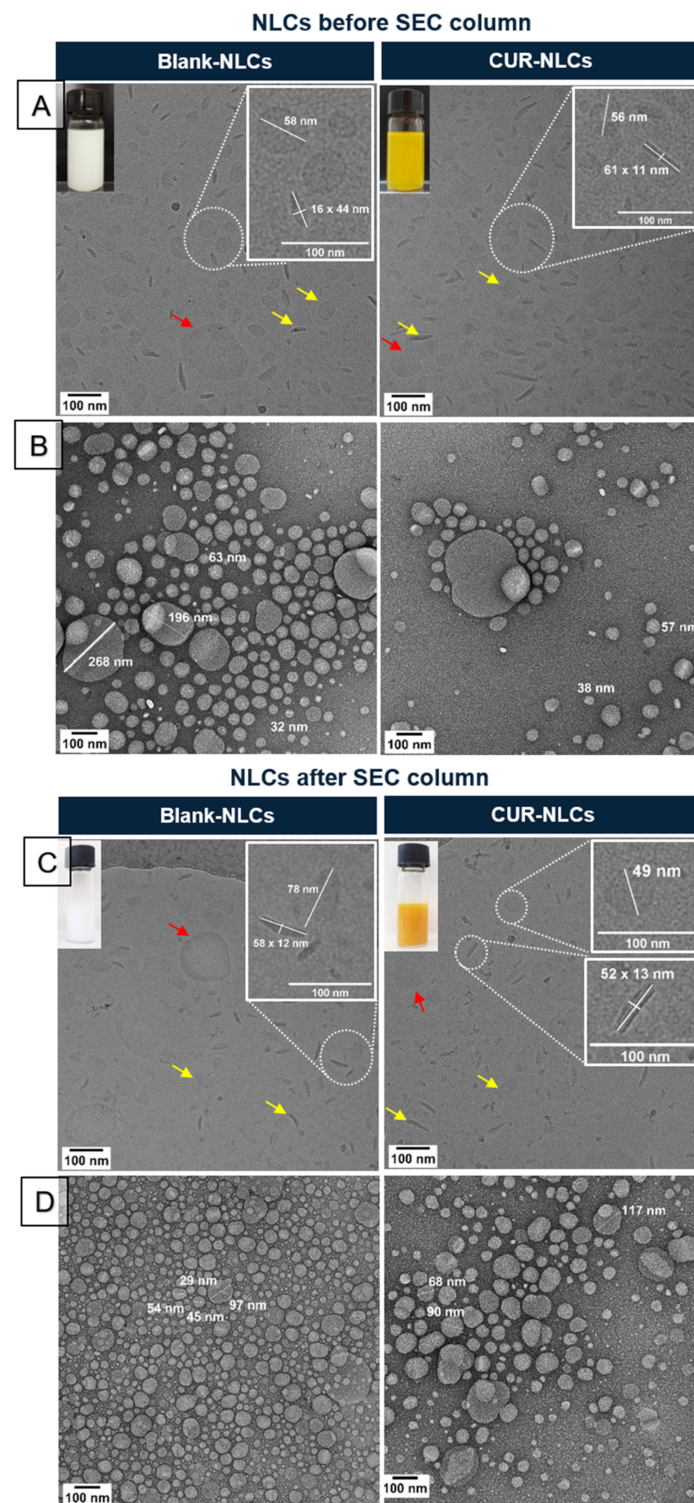 NLCs before SEC column
Blank-NLCs
CUR-NLCs
A
58 nm
16 x 44 nm
100 nm
100 nm
56 nm
61 x 11 nm
100 nm
100 nm
B
63 nm
196 nm
268 nm
32 nm
100 nm
57 nm
38 nm
100 nm
NLCs after SEC column
Blank-NLCs
CUR-NLCs
C
78 nm
58 x 12 nm
100 nm
100 nm
49 nm
100 nm
52 x 13 nm
100 nm
100 nm
D
29 nm
54 nm
97 nm
45 nm
100 nm
117 nm
68 nm
90 nm
100 nm